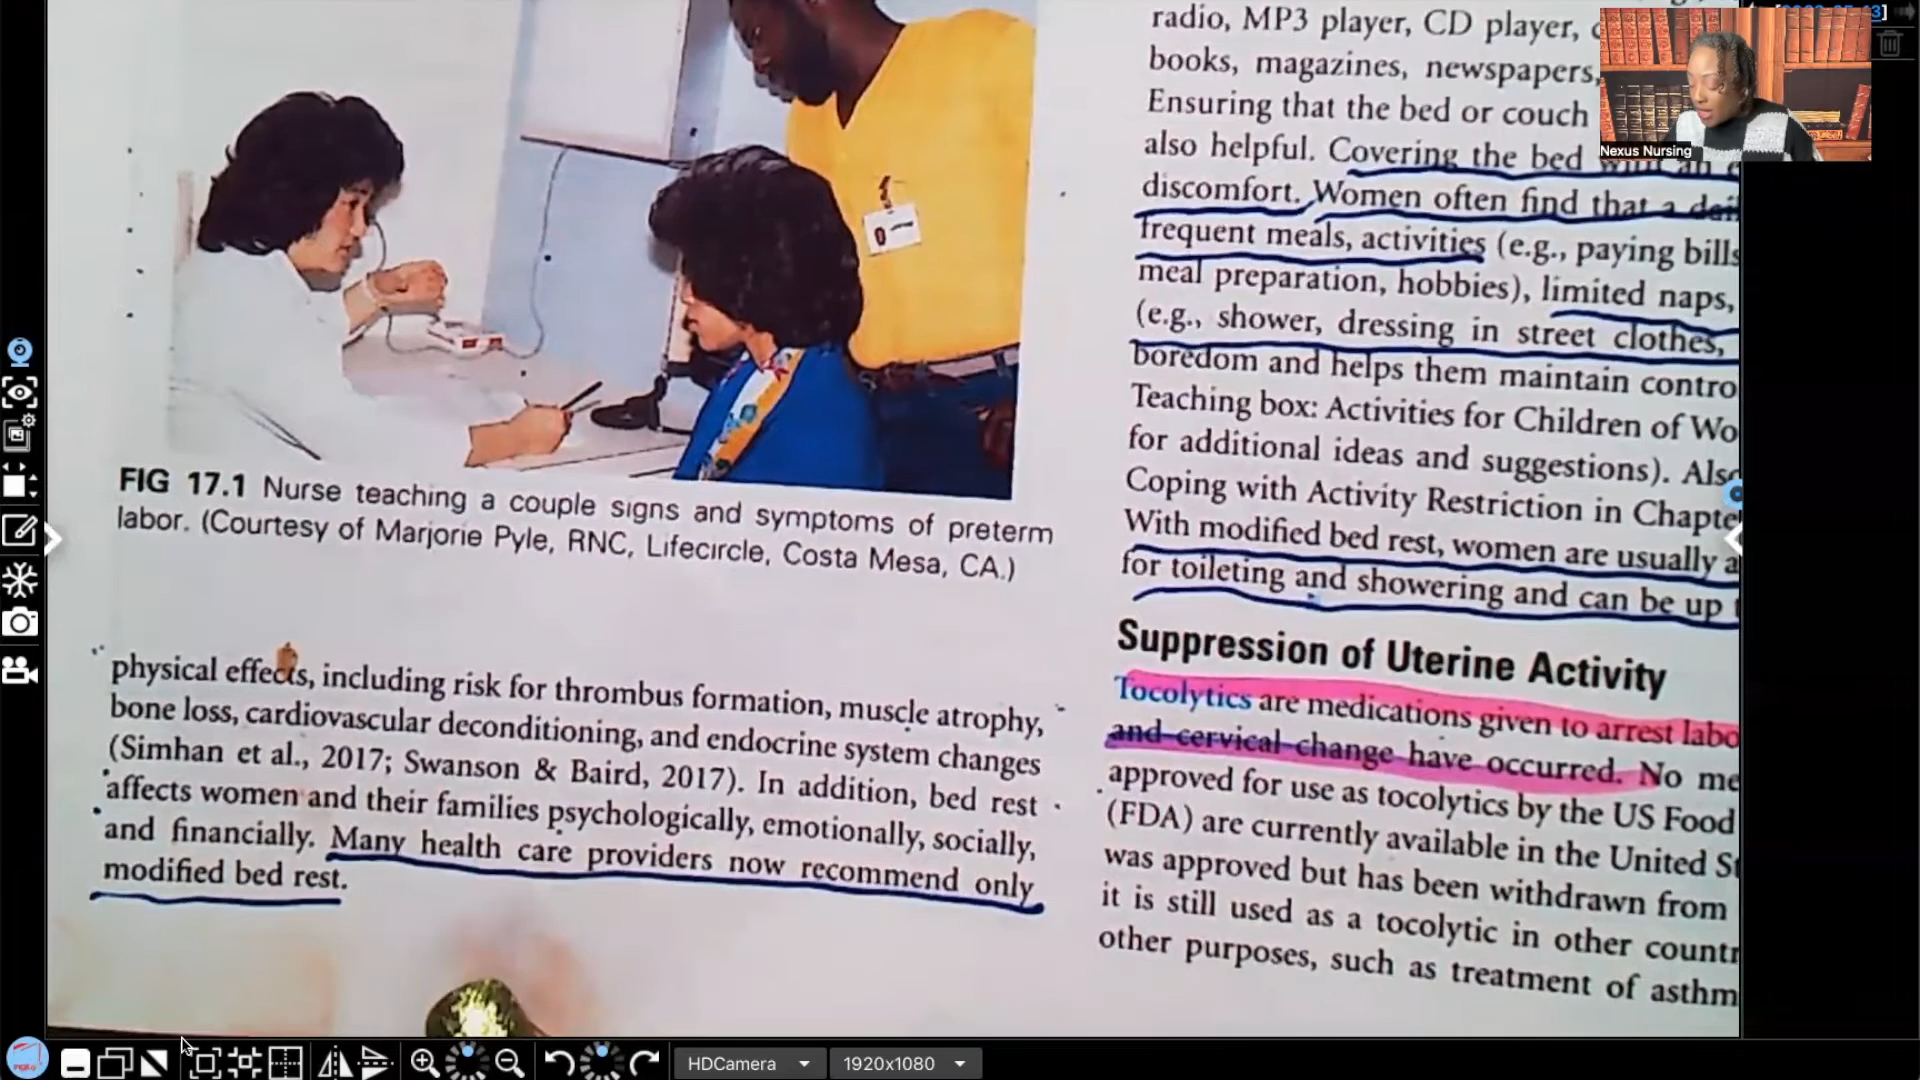 FIG 17.1 Nurse teaching a couple signs and symptoms of preterm
labor. (Courtesy of Marjorie Pyle, RNC, Lifecircle, Costa Mesa, CA.)
physical effects, including risk for thrombus formation, muscle atrophy,
bone loss, cardiovascular deconditioning, and endocrine system changes
(Simhan et al., 2017; Swanson & Baird, 2017). In addition, bed rest
affects women and their families psychologically, emotionally, socially,
and financially. Many health care providers now recommend only
modified bed rest.
radio, MP3 player, CD player,
books, magazines, newspapers,
Ensuring that the bed or couch
also helpful. Covering the bed
discomfort. Women often find that a
frequent meals, activities (e.g., paying bills
meal preparation, hobbies), limited naps,
(e.g., shower, dressing in street clothes,
boredom and helps them maintain
Teaching box: Activities for Children of
for additional ideas and suggestions).
Coping with Activity Restriction in
With modified bed rest, women are usually
for toileting and showering and can be up
Suppression of Uterine Activity
Tocolytics are medications given to arrest
and cervical change have occurred. No
approved for use as tocolytics by the US Food
(FDA) are currently available in the United
was approved but has been withdrawn from
it is still used as a tocolytic in other
other purposes, such as treatment of
Nexus Nursing
HDCamera
1920x1080